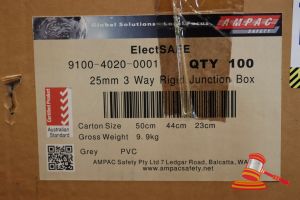 Global Solutions - Local Focus
AMPAC
SAFETY
ElectSAFE
9100-4020-0001 QTY 100
25mm 3 Way Rigid Junction Box
Certified Product
Australian
Standard
Carton Size 50cm 44cm 23cm
Gross Weight 9.9kg
Grey PVC
AMPAC Safety Pty Ltd 7 Ledgar Road, Balcatta, WA
www.ampacsafety.net